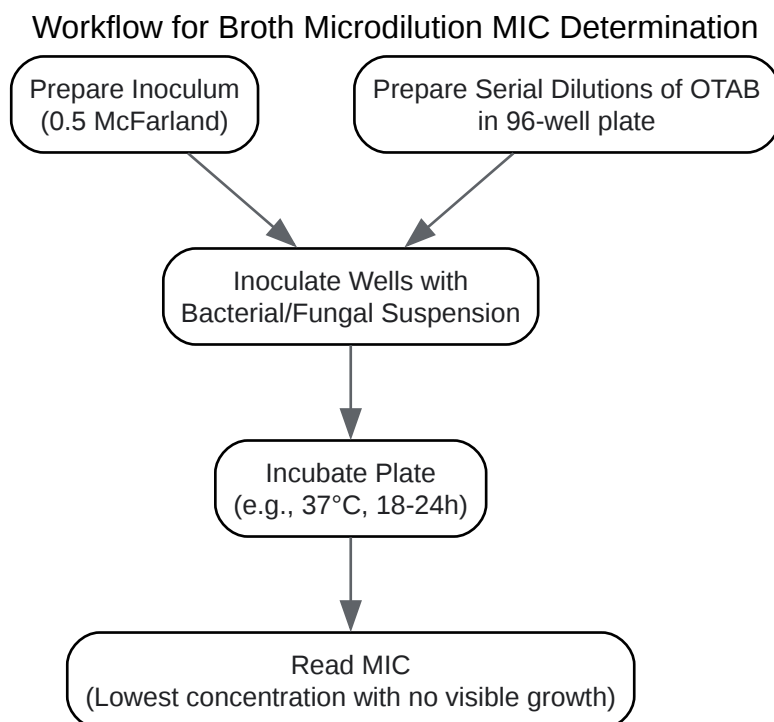 Workflow for Broth Microdilution MIC Determination
Prepare Inoculum
(0.5 McFarland)
Prepare Serial Dilutions of OTAB
in 96-well plate
Inoculate Wells with
Bacterial/Fungal Suspension
Incubate Plate
(e.g., 37°C, 18-24h)
Read MIC
(Lowest concentration with no visible growth)